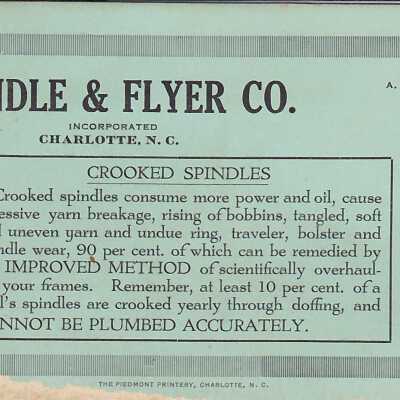 NDLE & FLYER CO.
A.
INCORPORATED
CHARLOTTE, N. C.
CROOKED SPINDLES
Crooked spindles consume more power and oil, cause
essive yarn breakage, rising of bobbins, tangled, soft
l uneven yarn and undue ring, traveler, bolster and
ndle wear, 90 per cent. of which can be remedied by
IMPROVED METHOD of scientifically overhaul-
your frames. Remember, at least 10 per cent. of a
l's spindles are crooked yearly through doffing, and
NNOT BE PLUMBED ACCURATELY.
THE PIEDMONT PRINTERY, CHARLOTTE, N. C.